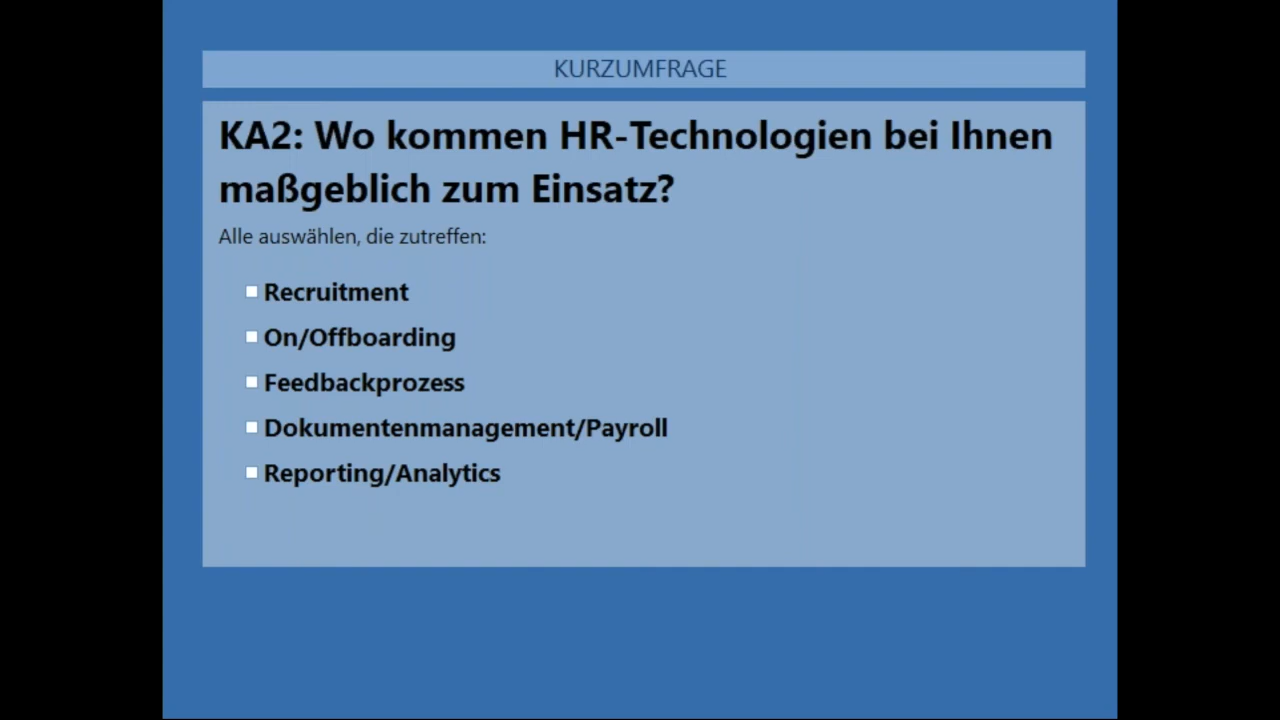 KURZUMFRAGE
KA2: Wo kommen HR-Technologien bei Ihnen
maßgeblich zum Einsatz?
Alle auswählen, die zutreffen:
Recruitment
On/Offboarding
Feedbackprozess
Dokumentenmanagement/Payroll
Reporting/Analytics